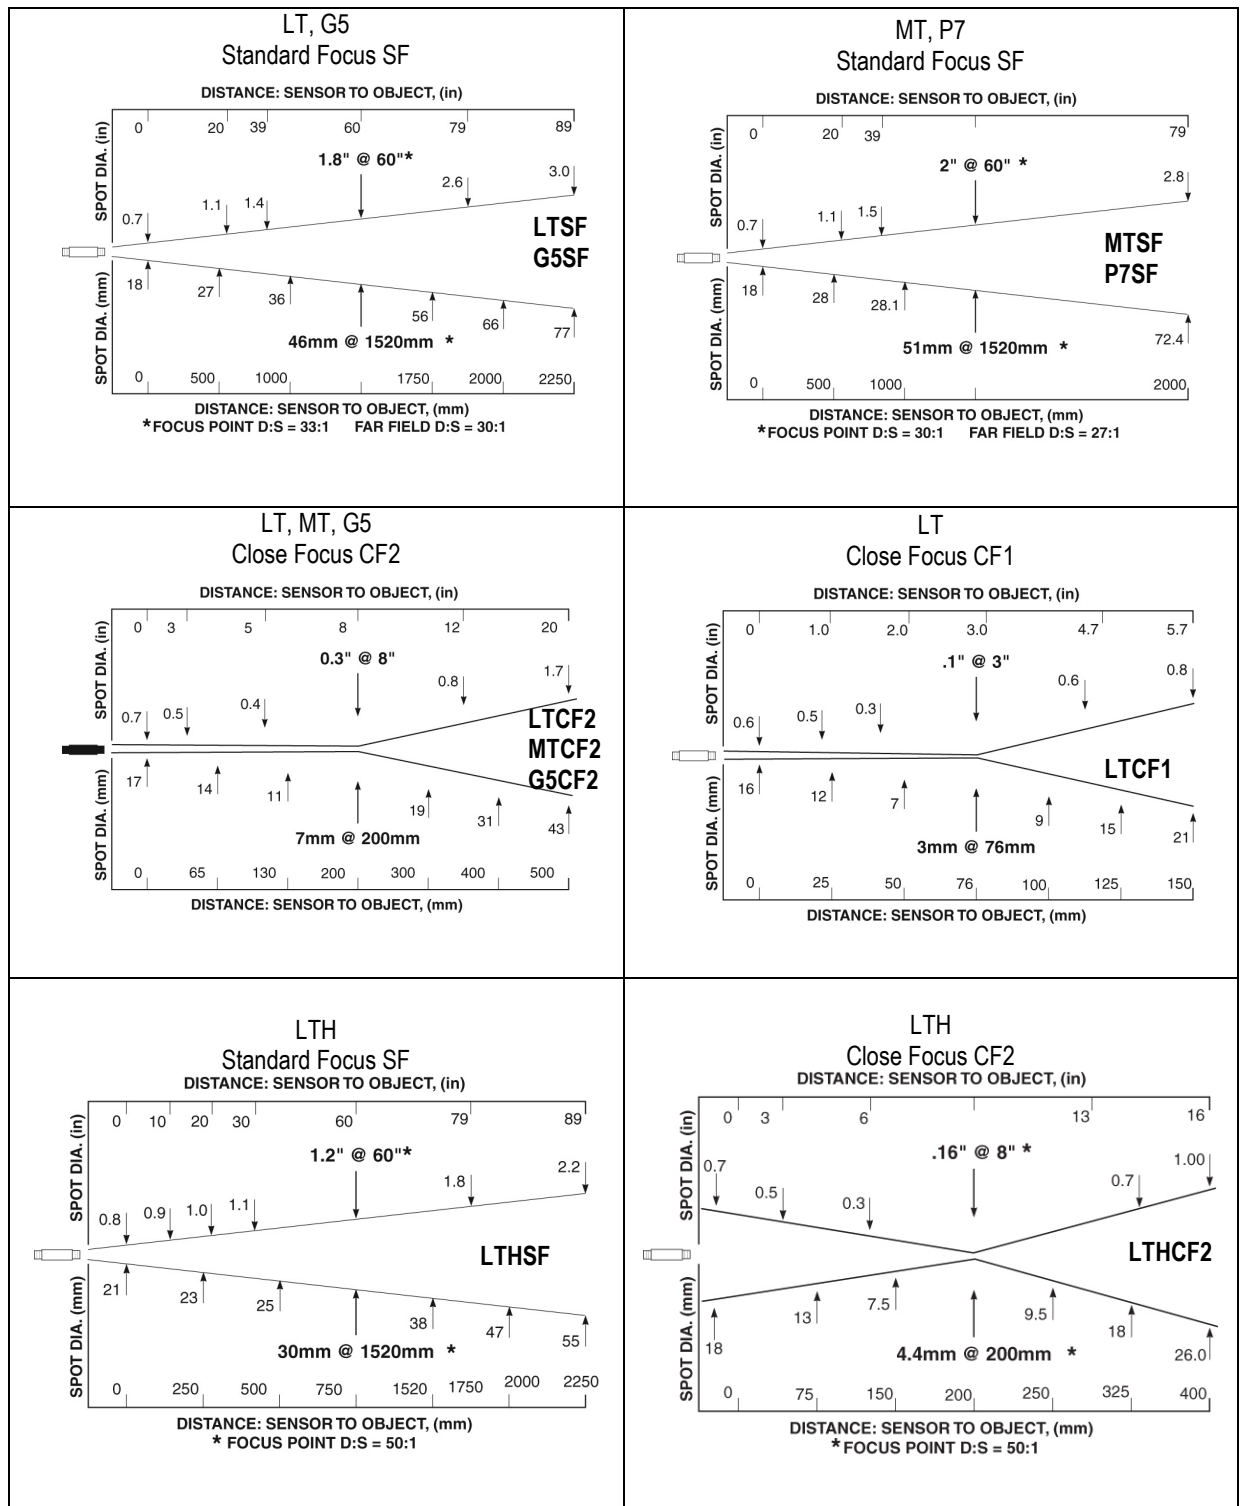 LT, G5
Standard Focus SF
DISTANCE: SENSOR TO OBJECT, (in)
SPOT DIA. (in)
0 20 39 60 79 89
1.8" @ 60"*
0.7 1.1 1.4 2.6 3.0
LTSF
G5SF
SPOT DIA. (mm)
18 27 36 56 66 77
46mm @ 1520mm *
0 500 1000 1750 2000 2250
DISTANCE: SENSOR TO OBJECT, (mm)
*FOCUS POINT D:S = 33:1 FAR FIELD D:S = 30:1
MT, P7
Standard Focus SF
DISTANCE: SENSOR TO OBJECT, (in)
SPOT DIA. (in)
0 20 39 79
2" @ 60" *
0.7 1.1 1.5 2.8
MTSF
P7SF
SPOT DIA. (mm)
18 28 28.1 72.4
51mm @ 1520mm *
0 500 1000 2000
DISTANCE: SENSOR TO OBJECT, (mm)
*FOCUS POINT D:S = 30:1 FAR FIELD D:S = 27:1
LT, MT, G5
Close Focus CF2
DISTANCE: SENSOR TO OBJECT, (in)
SPOT DIA. (in)
0 3 5 8 12 20
0.3" @ 8"
0.7 0.5 0.4 0.8 1.7
LTCF2
MTCF2
G5CF2
SPOT DIA. (mm)
17 14 11 19 31 43
7mm @ 200mm
0 65 130 200 300 400 500
DISTANCE: SENSOR TO OBJECT, (mm)
LT
Close Focus CF1
DISTANCE: SENSOR TO OBJECT, (in)
SPOT DIA. (in)
0 1.0 2.0 3.0 4.7 5.7
.1" @ 3"
0.6 0.5 0.3 0.6 0.8
LTCF1
SPOT DIA. (mm)
16 12 7 9 15 21
3mm @ 76mm
0 25 50 76 100 125 150
DISTANCE: SENSOR TO OBJECT, (mm)
LTH
Standard Focus SF
DISTANCE: SENSOR TO OBJECT, (in)
SPOT DIA. (in)
0 10 20 30 60 79 89
1.2" @ 60"*
0.8 0.9 1.0 1.1 1.8 2.2
LTHSF
SPOT DIA. (mm)
21 23 25 38 47 55
30mm @ 1520mm *
0 250 500 750 1520 1750 2000 2250
DISTANCE: SENSOR TO OBJECT, (mm)
* FOCUS POINT D:S = 50:1
LTH
Close Focus CF2
DISTANCE: SENSOR TO OBJECT, (in)
SPOT DIA. (in)
0 3 6 13 16
.16" @ 8" *
0.7 0.5 0.3 0.7 1.00
LTHCF2
SPOT DIA. (mm)
18 13 7.5 9.5 18 26.0
4.4mm @ 200mm *
0 75 150 200 250 325 400
DISTANCE: SENSOR TO OBJECT, (mm)
*FOCUS POINT D:S = 50:1